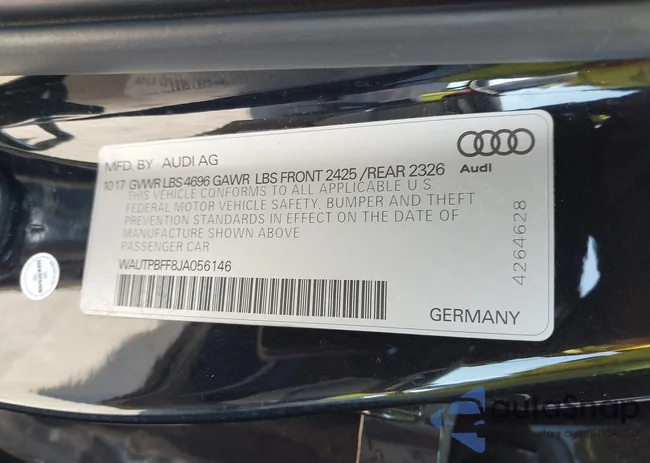 MFD. BY AUDI AG
10 17 GVWR LBS 4696 GAWR LBS FRONT 2425 /REAR 2326
THIS VEHICLE CONFORMS TO ALL APPLICABLE U S
FEDERAL MOTOR VEHICLE SAFETY, BUMPER AND THEFT
PREVENTION STANDARDS IN EFFECT ON THE DATE OF
MANUFACTURE SHOWN ABOVE
PASSENGER CAR
WAUTPBFF8JA056146
GERMANY
Audi
4264628
autoSnap